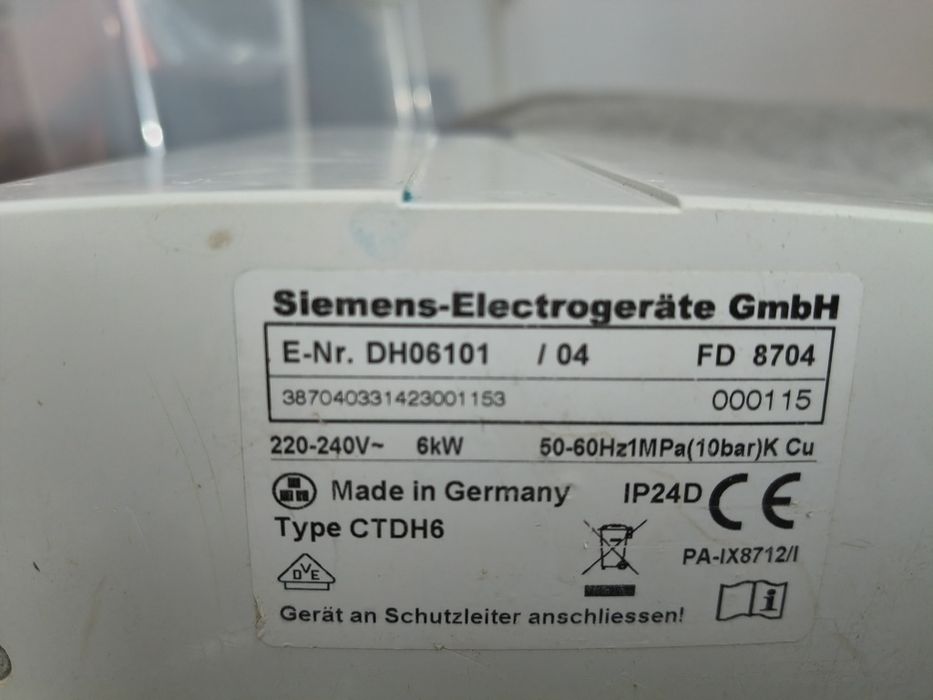 Siemens-Electrogeräte GmbH
E-Nr. DH06101 / 04 FD 8704
387040331423001153 000115
220-240V~ 6kW 50-60Hz1MPa(10bar)K Cu
Made in Germany IP24D CE
Type CTDH6
PA-IX8712/I
DVE
i
Gerät an Schutzleiter anschliessen!